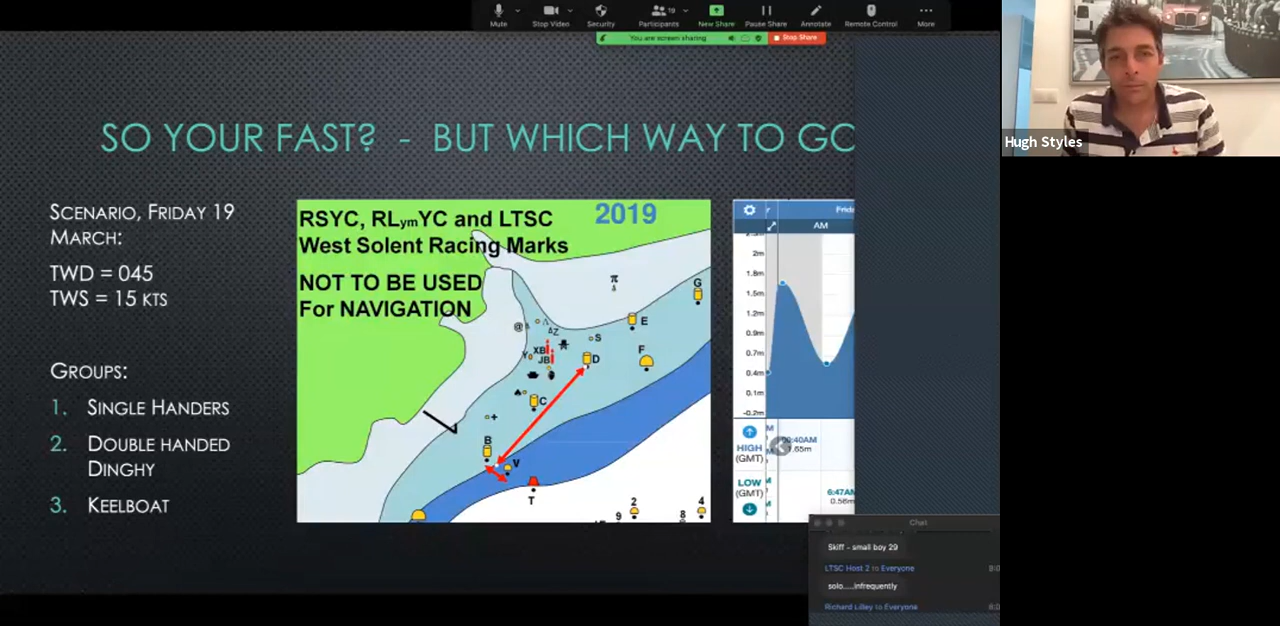 Mute
Stop Video
Security
Participants
19
New Share
Pause Share
Annotate
Remote Control
More
You are screen sharing
Stop Share
Hugh Styles
SO YOUR FAST? - BUT WHICH WAY TO GO
SCENARIO, FRIDAY 19
MARCH:
TWD = 045
TWS = 15 KTS
GROUPS:
1. SINGLE HANDERS
2. DOUBLE HANDED
DINGHY
3. KEELBOAT
RSYC, RLymYC and LTSC
2019
West Solent Racing Marks
NOT TO BE USED
For NAVIGATION
π
G
E
@
Z
S
XB
Y
JB
D
F
C
+
B
V
T
2
4
9
8
Frida
AM
2m
1.8m
1.5m
1.2m
0.9m
0.7m
0.4m
0.1m
-0.2m
HIGH
(GMT)
LOW
(GMT)
6:47AM
0.56m
Chat
Skiff - small boy 29
LTSC Host 2 to Everyone
solo.....infrequently
Richard Lilley to Everyone